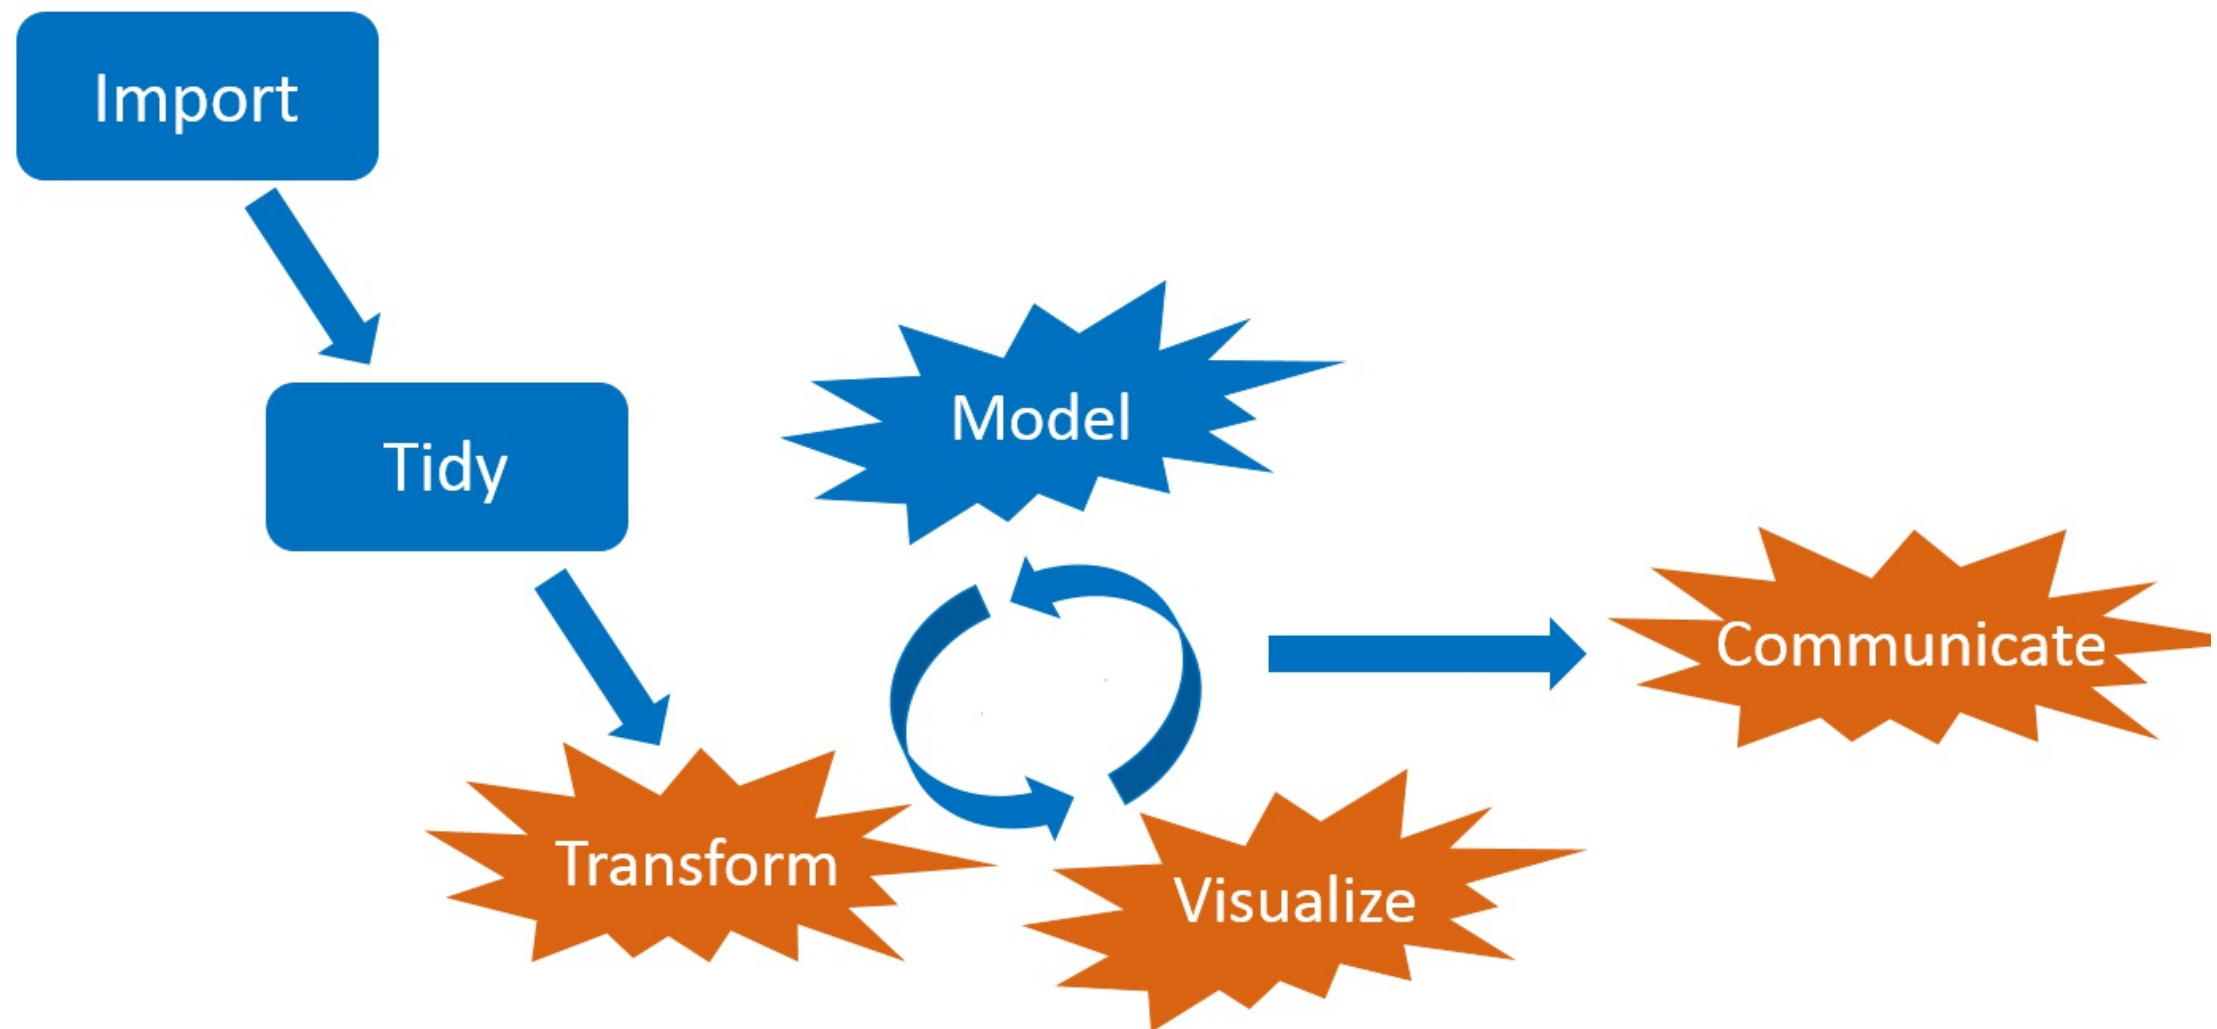 Import
Tidy
Model
Communicate
Transform
Visualize